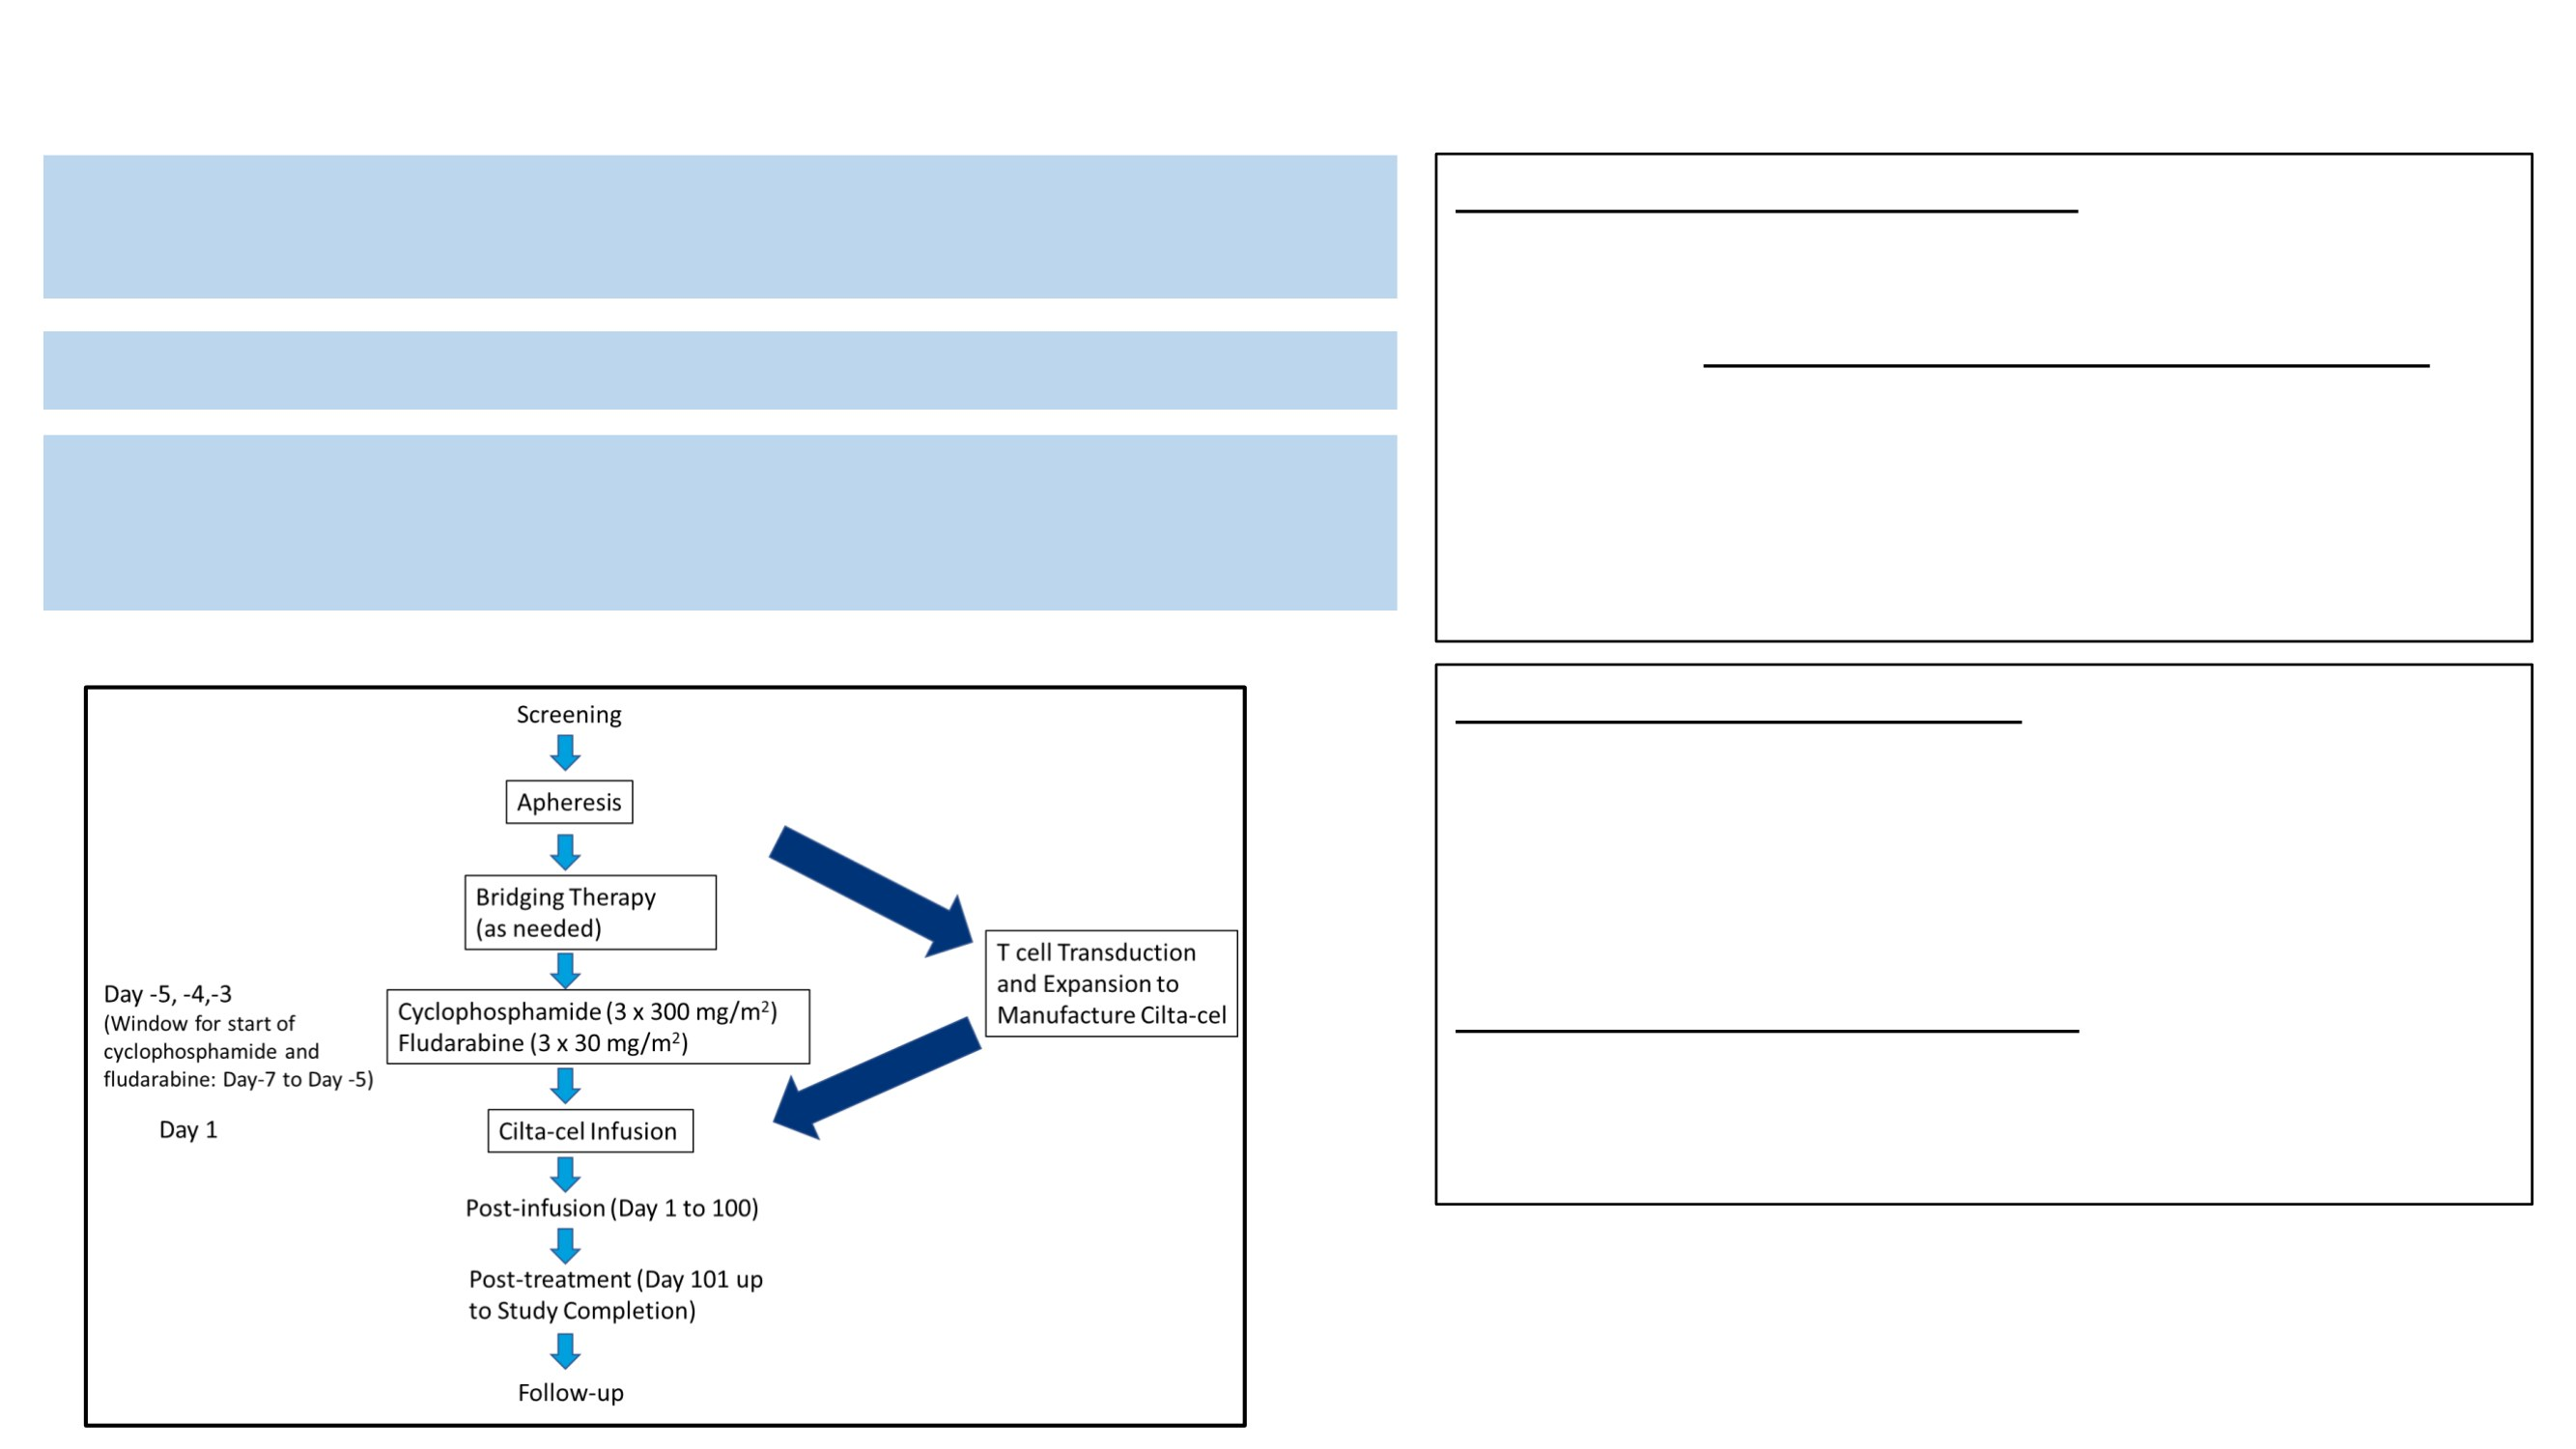 Screening
Apheresis
Bridging Therapy
(as needed)
T cell Transduction
and Expansion to
Manufacture Cilta-cel
Day -5, -4,-3
(Window for start of
cyclophosphamide and
fludarabine: Day-7 to Day -5)
Cyclophosphamide (3 x 300 mg/m²)
Fludarabine (3 x 30 mg/m²)
Day 1
Cilta-cel Infusion
Post-infusion (Day 1 to 100)
Post-treatment (Day 101 up
to Study Completion)
Follow-up